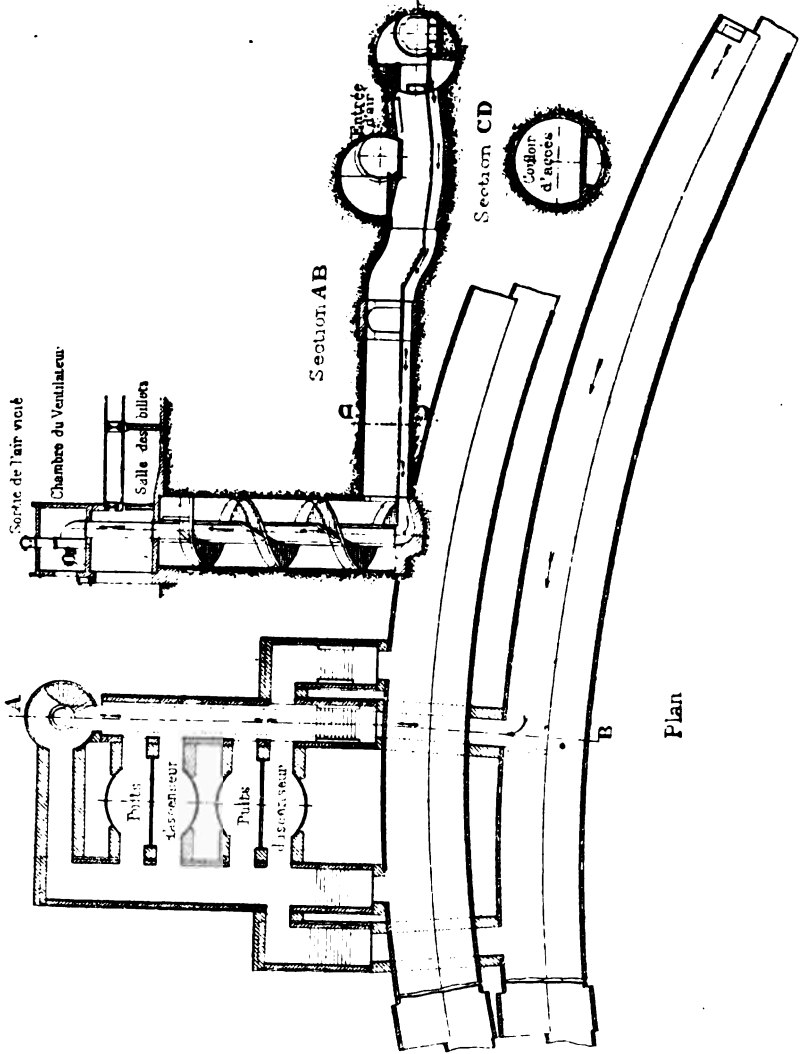 Sortie de l'air vicié
Chambre du Ventilateur
Salle des billets
Section AB
Entrée
d'air
Section CD
Couloir
d'accès
A
Puits
d'ascenseur
Puits
d'ascenseur
B
Plan